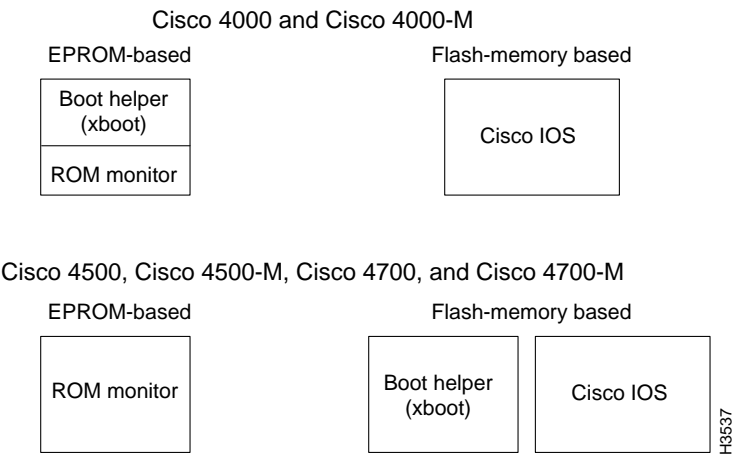 Cisco 4000 and Cisco 4000-M
EPROM-based
Flash-memory based
Boot helper
(xboot)
ROM monitor
Cisco IOS
Cisco 4500, Cisco 4500-M, Cisco 4700, and Cisco 4700-M
EPROM-based
Flash-memory based
ROM monitor
Boot helper
(xboot)
Cisco IOS
H3537